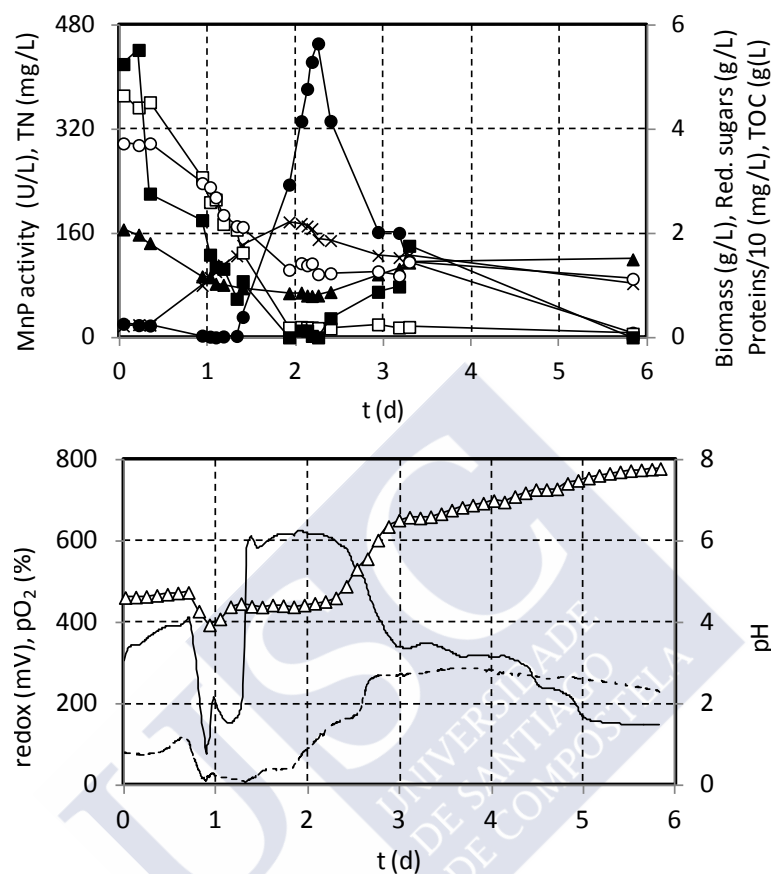 480
320
160
0
6
4
2
0
MnP activity (U/L), TN (mg/L)
Biomass (g/L), Red. sugars (g/L)
Proteins/10 (mg/L), TOC (g(L)
0 1 2 3 4 5 6
t (d)
800
600
400
200
0
8
6
4
2
0
redox (mV), pO₂ (%)
pH
0 1 2 3 4 5 6
t (d)
USC
UNIVERSIDADE
DE SANTIAGO
DE COMPOSTELA